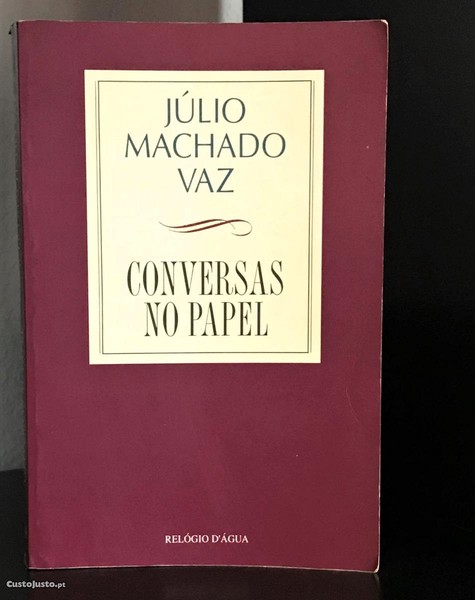 JÚLIO
MACHADO
VAZ
CONVERSAS
NO PAPEL
RELÓGIO D'ÁGUA
CustoJusto.pt